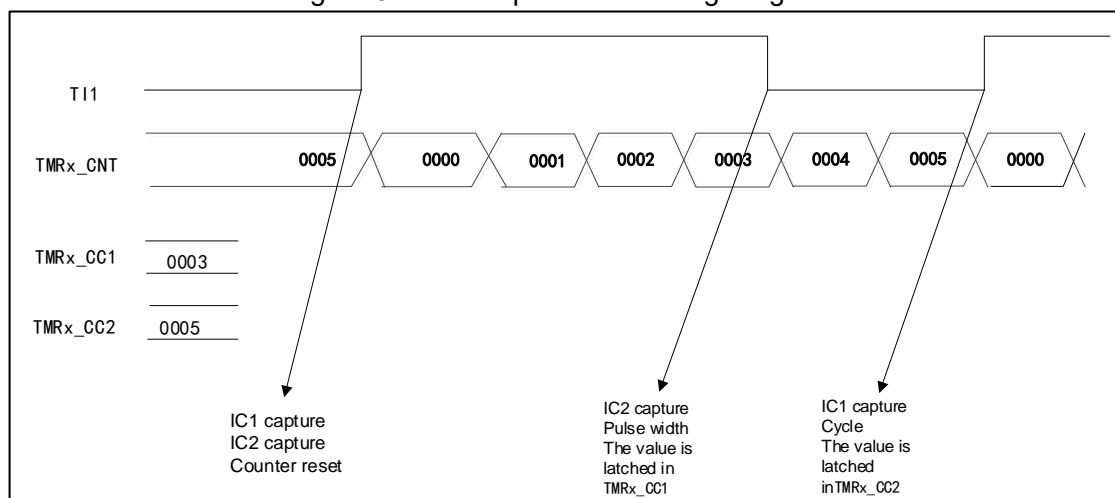 TI1
TMRx_CNT
0005
0000
0001
0002
0003
0004
0005
0000
TMRx_CC1
0003
TMRx_CC2
0005
IC1 capture
IC2 capture
Counter reset
IC2 capture
Pulse width
The value is
latched in
TMRx_CC1
IC1 capture
Cycle
The value is
latched
inTMRx_CC2